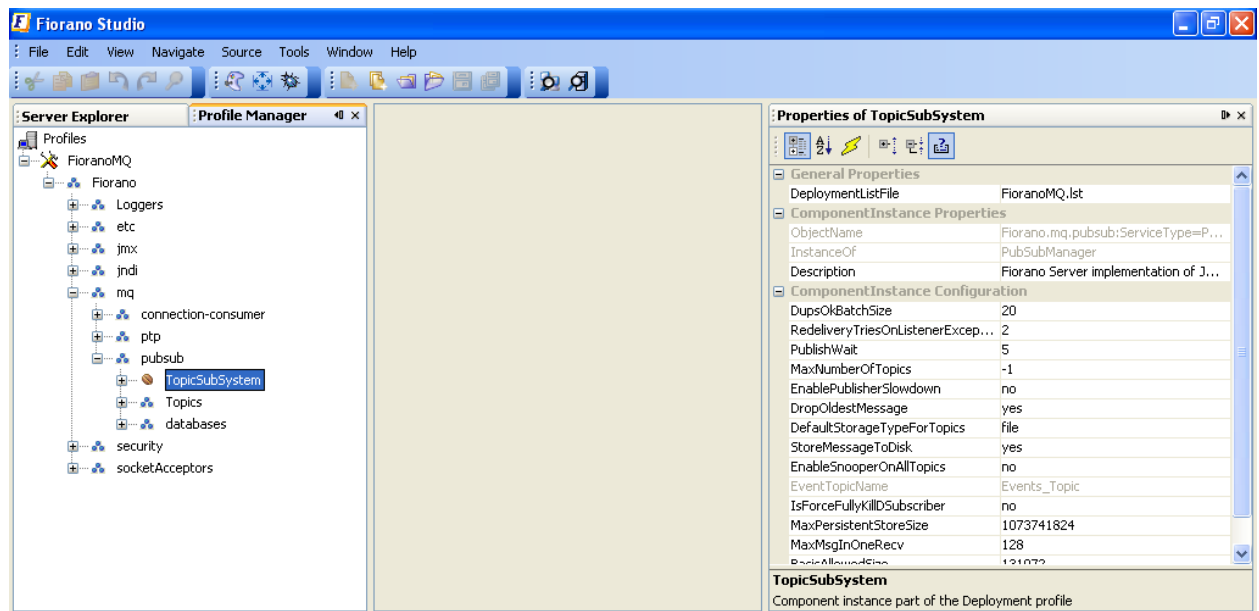 Fiorano Studio
File Edit View Navigate Source Tools Window Help
Server Explorer Profile Manager
Profiles
FioranoMQ
Fiorano
Loggers
etc
jmx
jndi
mq
connection-consumer
ptp
pubsub
TopicSubSystem
Topics
databases
security
socketAcceptors
Properties of TopicSubSystem
General Properties
DeploymentListFile FioranoMQ.lst
ComponentInstance Properties
ObjectName Fiorano.mq.pubsub:ServiceType=P...
InstanceOf PubSubManager
Description Fiorano Server implementation of J...
ComponentInstance Configuration
DupsOkBatchSize 20
RedeliveryTriesOnListenerExcep... 2
PublishWait 5
MaxNumberOfTopics -1
EnablePublisherSlowdown no
DropOldestMessage yes
DefaultStorageTypeForTopics file
StoreMessageToDisk yes
EnableSnooperOnAllTopics no
EventTopicName Events_Topic
IsForceFullyKillDSubscriber no
MaxPersistentStoreSize 1073741824
MaxMsgInOneRecv 128
BasicAllowedSize 131072
TopicSubSystem
Component instance part of the Deployment profile